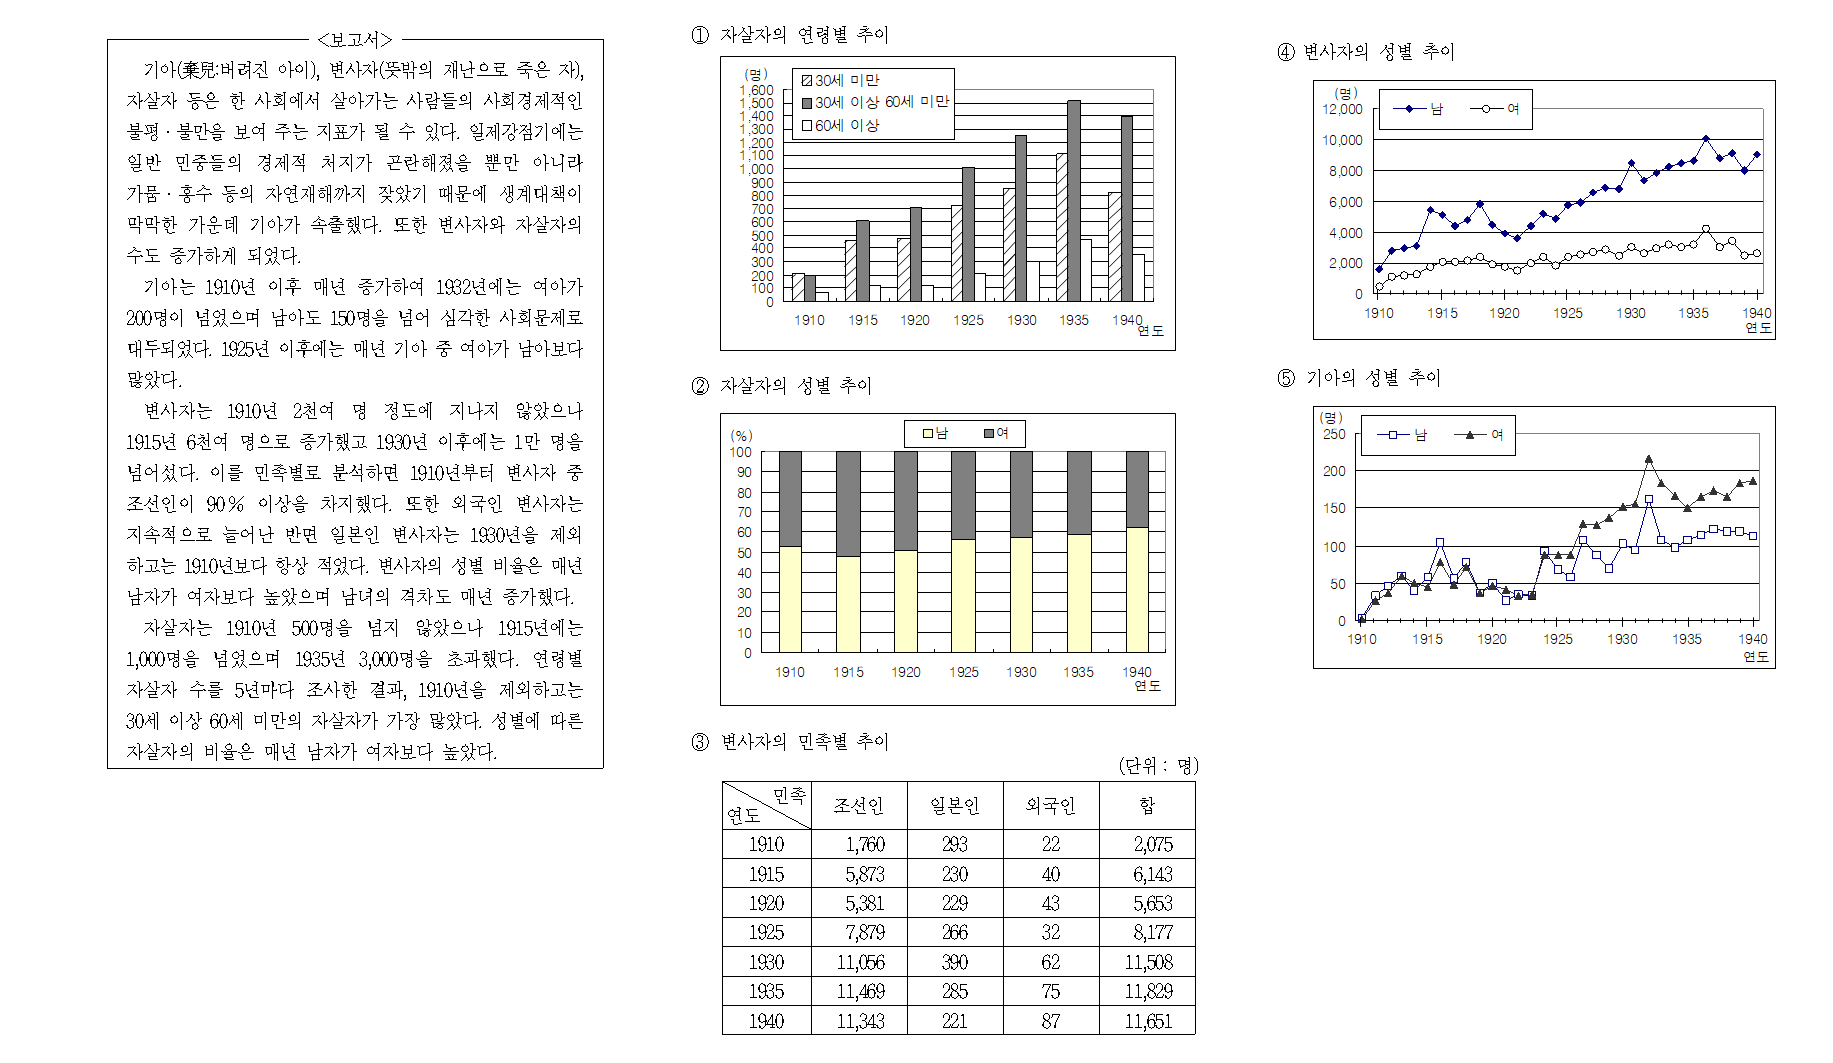 <보고서>
기아(棄兒:버려진 아이), 변사자(뜻밖의 재난으로 죽은 자),
자살자 등은 한 사회에서 살아가는 사람들의 사회경제적인
불평·불만을 보여 주는 지표가 될 수 있다. 일제강점기에는
일반 민중들의 경제적 처지가 곤란해졌을 뿐만 아니라
가뭄·홍수 등의 자연재해까지 잦았기 때문에 생계대책이
막막한 가운데 기아가 속출했다. 또한 변사자와 자살자의
수도 증가하게 되었다.
기아는 1910년 이후 매년 증가하여 1932년에는 여아가
200명이 넘었으며 남아도 150명을 넘어 심각한 사회문제로
대두되었다. 1925년 이후에는 매년 기아 중 여아가 남아보다
많았다.
변사자는 1910년 2천여 명 정도에 지나지 않았으나
1915년 6천여 명으로 증가했고 1930년 이후에는 1만 명을
넘어섰다. 이를 민족별로 분석하면 1910년부터 변사자 중
조선인이 90% 이상을 차지했다. 또한 외국인 변사자는
지속적으로 늘어난 반면 일본인 변사자는 1930년을 제외
하고는 1910년보다 항상 적었다. 변사자의 성별 비율은 매년
남자가 여자보다 높았으며 남녀의 격차도 매년 증가했다.
자살자는 1910년 500명을 넘지 않았으나 1915년에는
1,000명을 넘었으며 1935년 3,000명을 초과했다. 연령별
자살자 수를 5년마다 조사한 결과, 1910년을 제외하고는
30세 이상 60세 미만의 자살자가 가장 많았다. 성별에 따른
자살자의 비율은 매년 남자가 여자보다 높았다.
① 자살자의 연령별 추이
(명)
30세 미만
30세 이상 60세 미만
60세 이상
1,600
1,500
1,400
1,300
1,200
1,100
1,000
900
800
700
600
500
400
300
200
100
0
1910 1915 1920 1925 1930 1935 1940
연도
② 자살자의 성별 추이
(%)
남 여
100
90
80
70
60
50
40
30
20
10
0
1910 1915 1920 1925 1930 1935 1940
연도
③ 변사자의 민족별 추이
(단위 : 명)
민족
연도 조선인 일본인 외국인 합
1910 1,760 293 22 2,075
1915 5,873 230 40 6,143
1920 5,381 229 43 5,653
1925 7,879 266 32 8,177
1930 11,056 390 62 11,508
1935 11,469 285 75 11,829
1940 11,343 221 87 11,651
④ 변사자의 성별 추이
(명)
남 여
12,000
10,000
8,000
6,000
4,000
2,000
0
1910 1915 1920 1925 1930 1935 1940
연도
⑤ 기아의 성별 추이
(명)
남 여
250
200
150
100
50
0
1910 1915 1920 1925 1930 1935 1940
연도